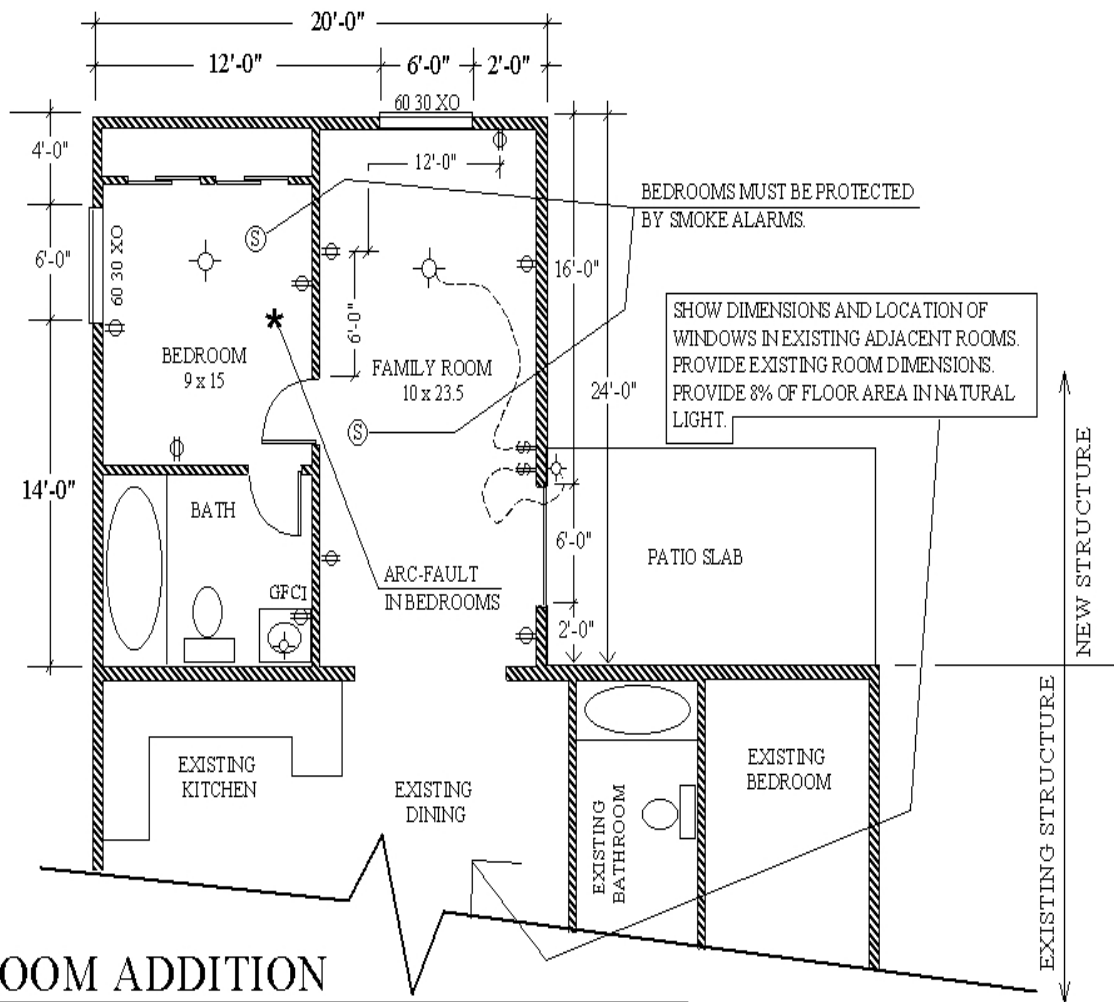 20'-0"
12'-0"
6'-0"
2'-0"
60 30 XO
4'-0"
12'-0"
BEDROOMS MUST BE PROTECTED
BY SMOKE ALARMS.
S
6'-0"
60 30 XO
16'-0"
SHOW DIMENSIONS AND LOCATION OF
WINDOWS IN EXISTING ADJACENT ROOMS.
PROVIDE EXISTING ROOM DIMENSIONS.
PROVIDE 8% OF FLOOR AREA IN NATURAL
LIGHT.
*
6'-0"
BEDROOM
9 x 15
FAMILY ROOM
10 x 23.5
24'-0"
S
14'-0"
BATH
6'-0"
PATIO SLAB
NEW STRUCTURE
ARC-FAULT
IN BEDROOMS
GFCI
2'-0"
EXISTING
KITCHEN
EXISTING
DINING
EXISTING
BATHROOM
EXISTING
BEDROOM
EXISTING STRUCTURE
OOM ADDITION